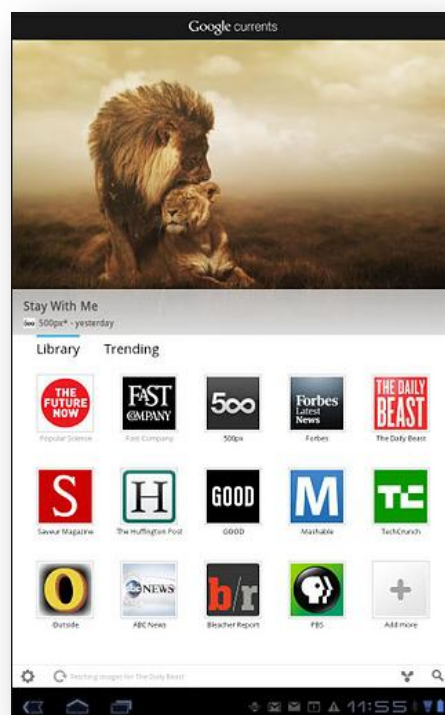 Google currents
Stay With Me
500px* - yesterday
Library Trending
THE FUTURE NOW
FAST COMPANY
500
Forbes Latest News
THE DAILY BEAST
Popular Science Fast Company 500px Forbes The Daily Beast
S
H
GOOD
M
TC
Saveur Magazine The Huffington Post GOOD Mashable TechCrunch
O
abc NEWS
b/r
Outside ABC News Bleacher Report PBS Add more
Fetching images for The Daily Beast
11:55